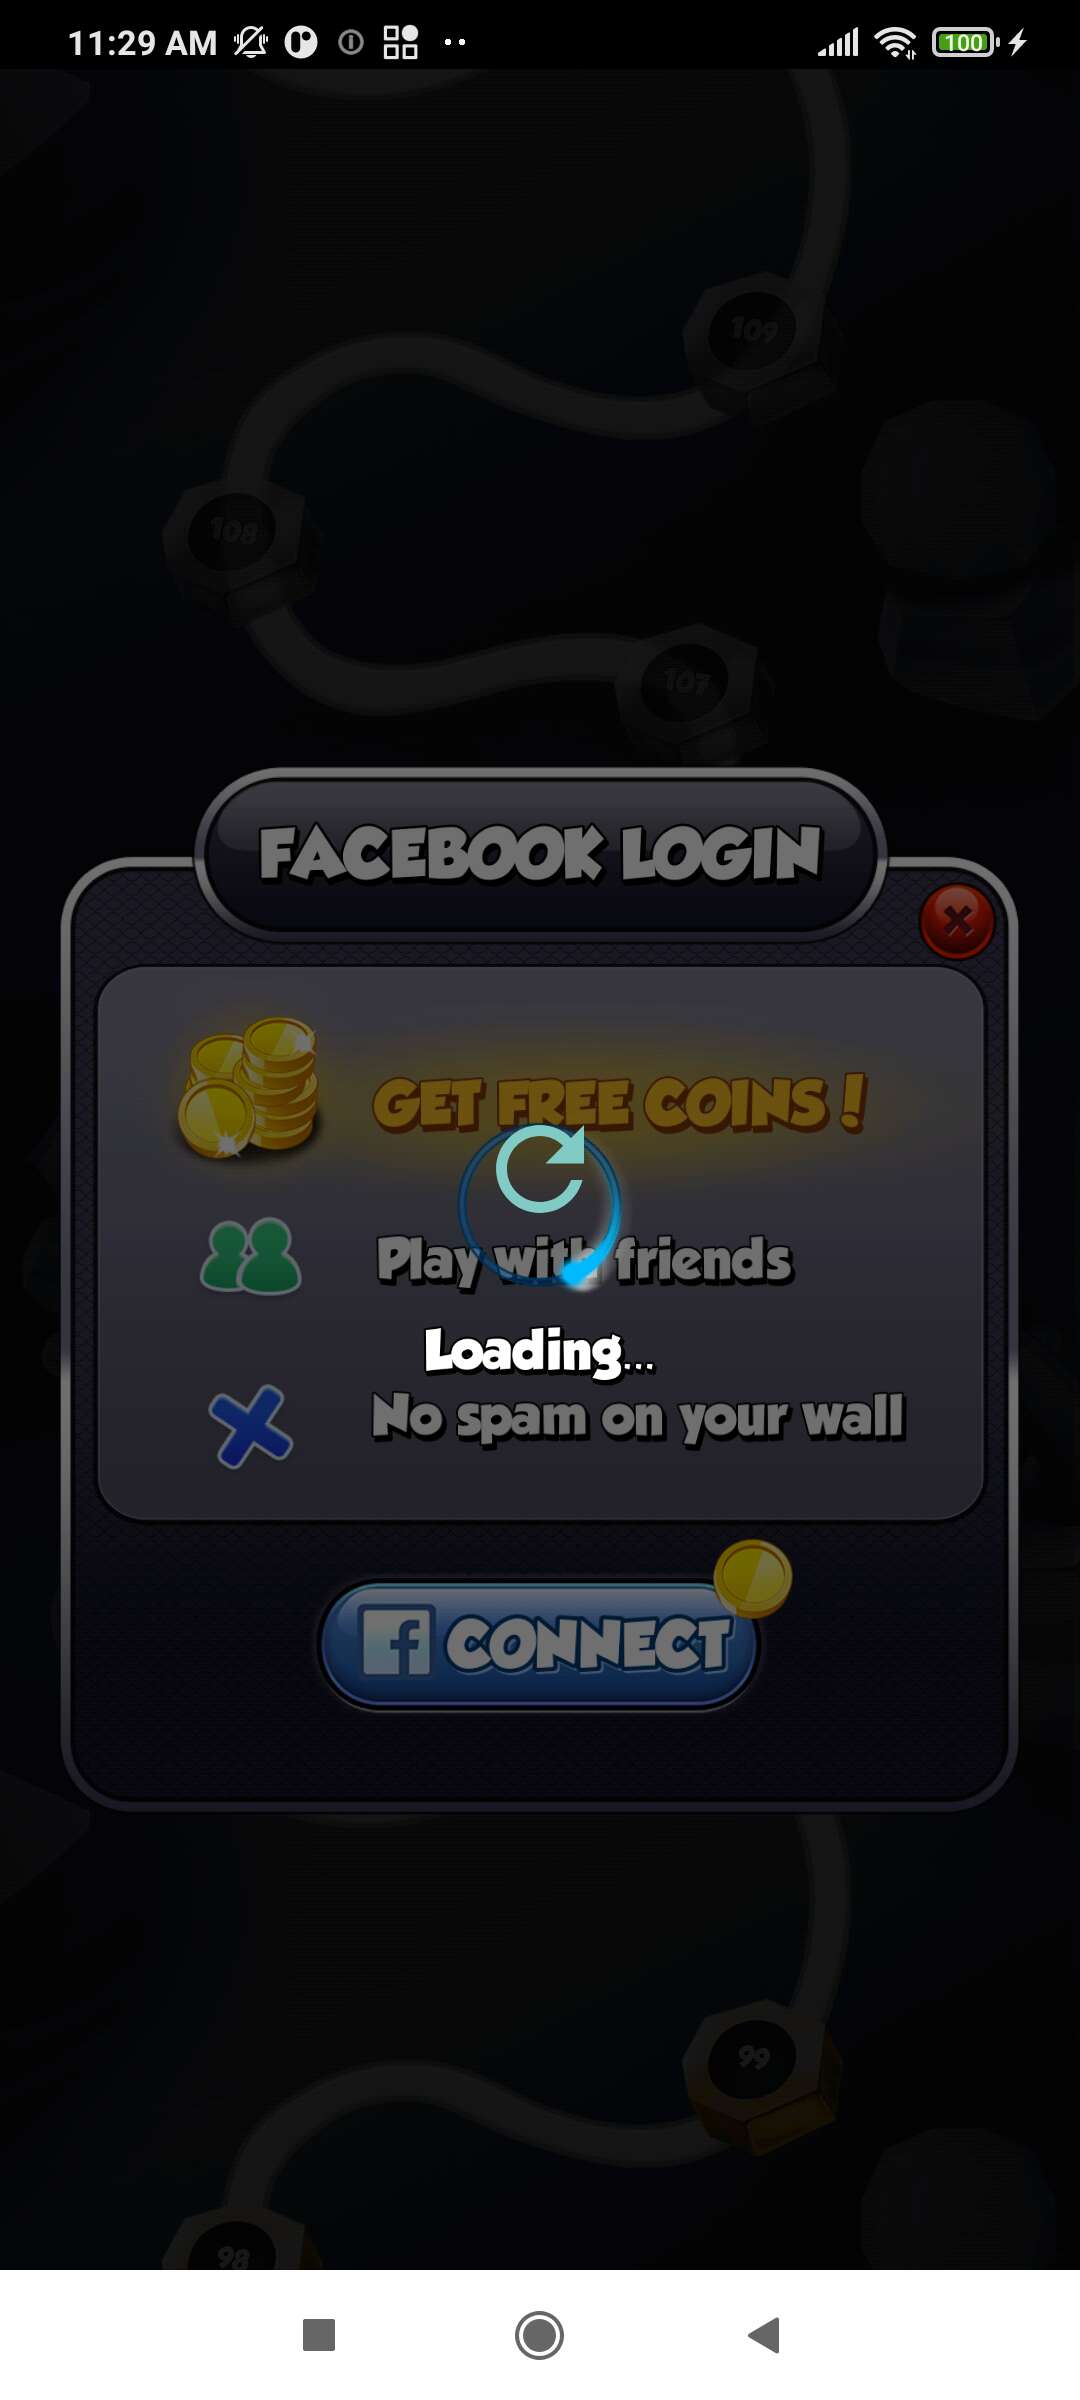 11:29 AM
100
109
108
107
FACEBOOK LOGIN
GET FREE COINS!
Play with friends
Loading...
No spam on your wall
CONNECT
99
98